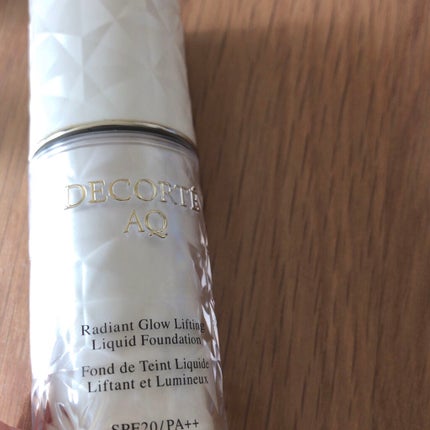 DECORTÉ
AQ
Radiant Glow Lifting
Liquid Foundation
Fond de Teint Liquide
Liftant et Lumineux
SPF20/PA++